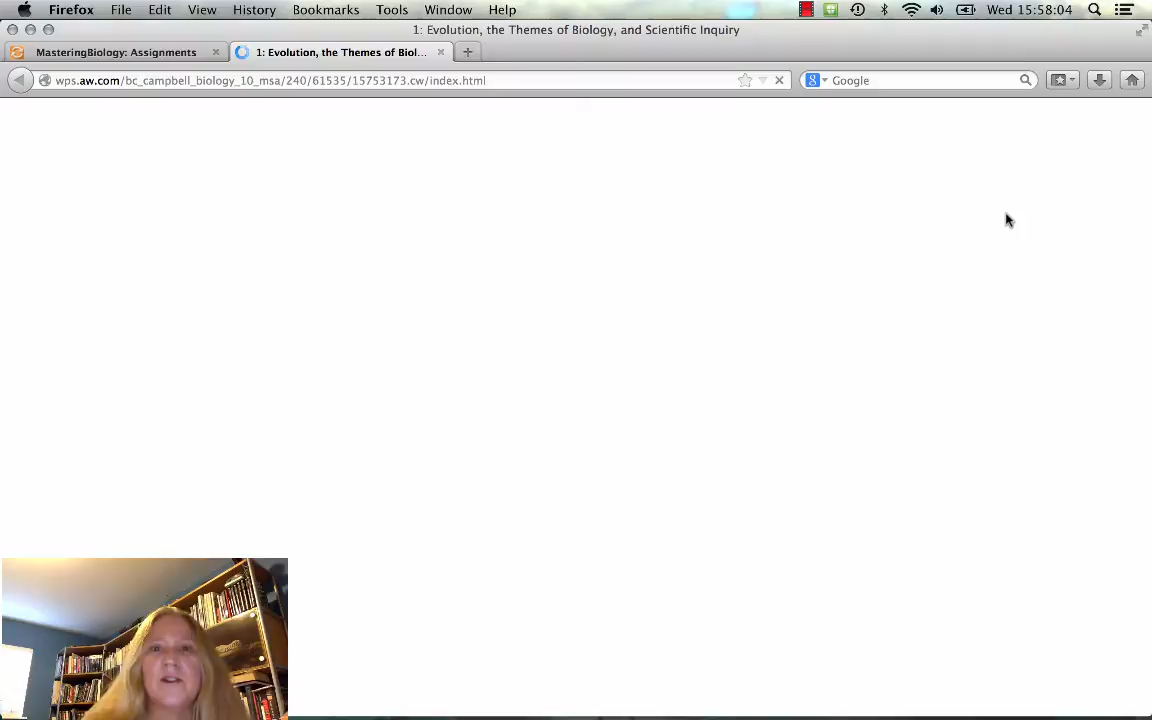 Firefox File Edit View History Bookmarks Tools Window Help Wed 15:58:04
1: Evolution, the Themes of Biology, and Scientific Inquiry
MasteringBiology: Assignments 1: Evolution, the Themes of Biol...
wps.aw.com/bc_campbell_biology_10_msa/240/61535/15753173.cw/index.html Google